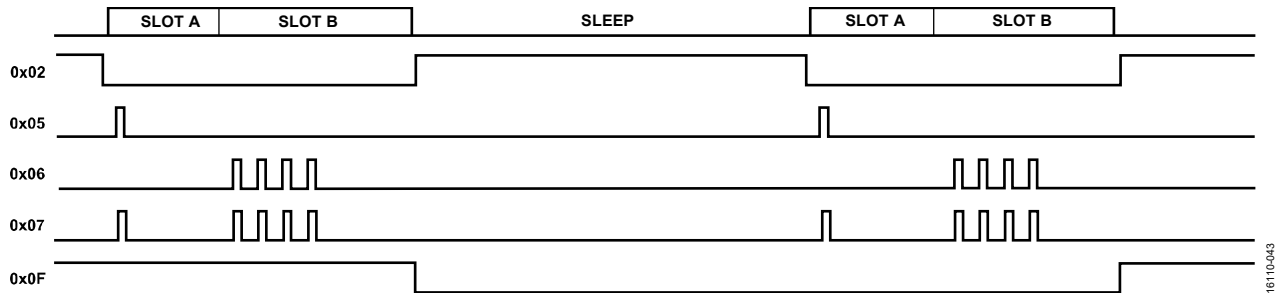 SLOT A SLOT B SLEEP SLOT A SLOT B
0x02
0x05
0x06
0x07
0x0F
16110-043